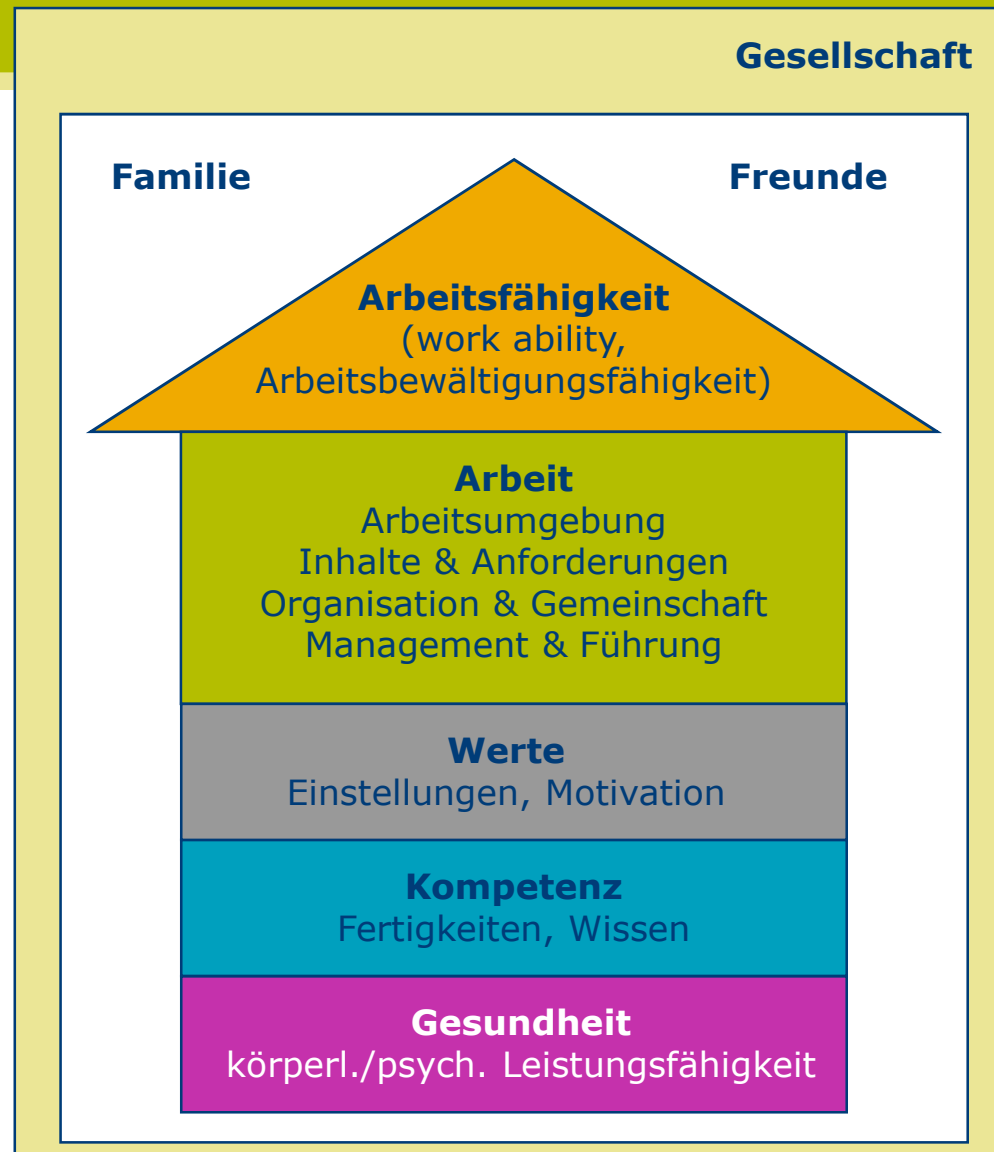 Gesellschaft
Familie
Freunde
Arbeitsfähigkeit
(work ability,
Arbeitsbewältigungsfähigkeit)
Arbeit
Arbeitsumgebung
Inhalte & Anforderungen
Organisation & Gemeinschaft
Management & Führung
Werte
Einstellungen, Motivation
Kompetenz
Fertigkeiten, Wissen
Gesundheit
körperl./psych. Leistungsfähigkeit